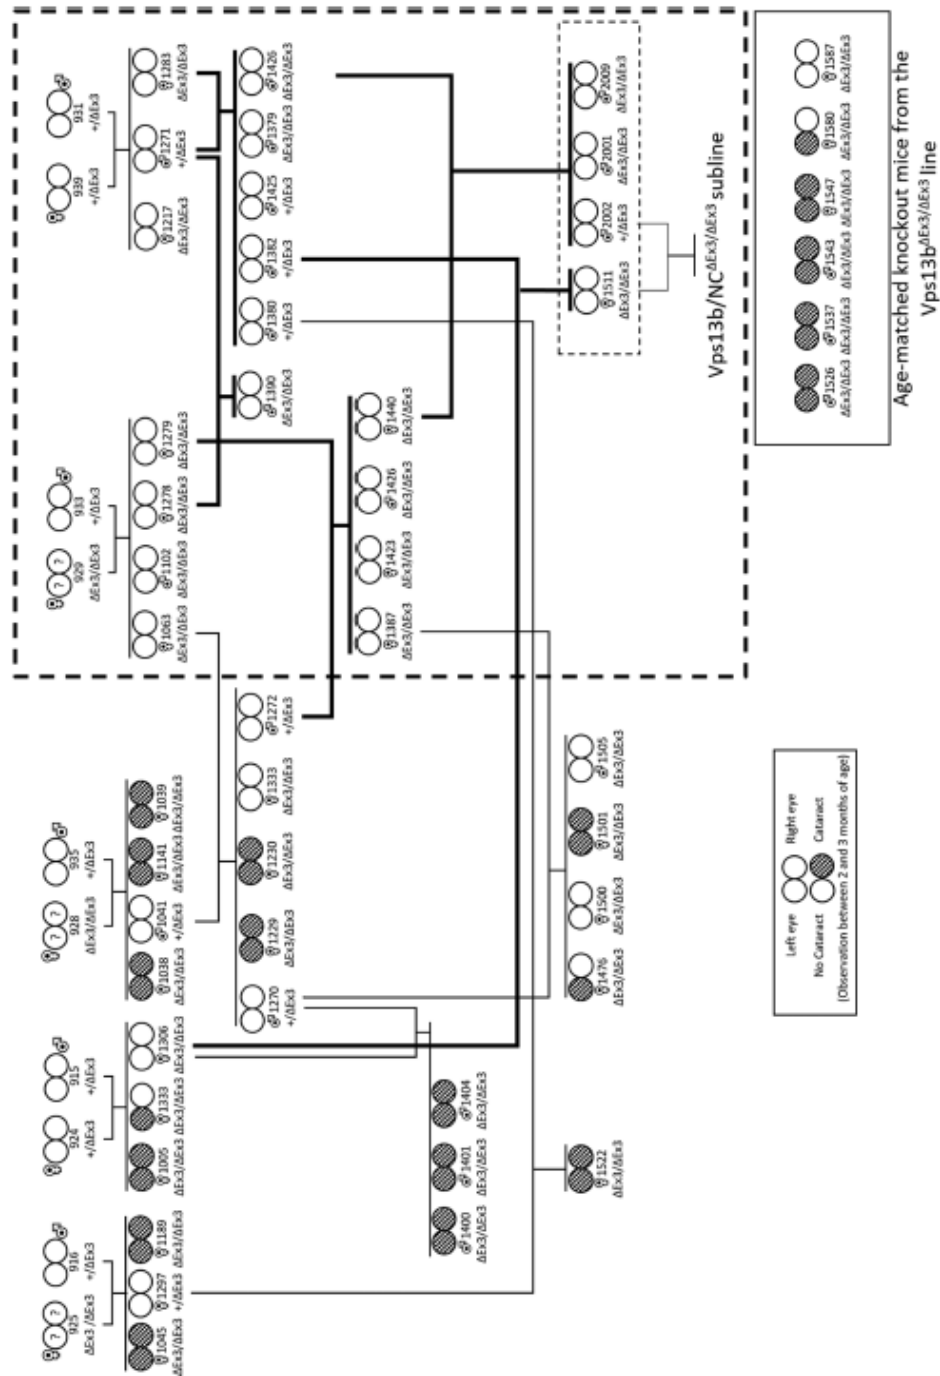 ? ? ? ? ? ?
925 916 924 915 928 935 929 933 939 931
ΔEx3 /ΔEx3 +/ΔEx3 +/ΔEx3 +/ΔEx3 ΔEx3/ΔEx3 +/ΔEx3 ΔEx3/ΔEx3 +/ΔEx3 +/ΔEx3 +/ΔEx3
♀1045 ♀1297 ♀1189 ♀1005 ♀1333 ♀1306 ♀1038 ♂1041 ♀1141 ♀1039 ♀1063 ♂1102 ♀1278 ♀1279 ♀1217 ♂1271 ♀1283
ΔEx3/ΔEx3 +/ΔEx3 ΔEx3/ΔEx3 ΔEx3/ΔEx3 ΔEx3/ΔEx3 ΔEx3/ΔEx3 ΔEx3/ΔEx3 +/ΔEx3 ΔEx3/ΔEx3 ΔEx3/ΔEx3 ΔEx3/ΔEx3 ΔEx3/ΔEx3 ΔEx3/ΔEx3 ΔEx3/ΔEx3 ΔEx3/ΔEx3 +/ΔEx3 ΔEx3/ΔEx3
♂1270 ♀1229 ♀1230 ♀1333 ♂1272 ♂1390 ♂1380 ♂1382 ♂1425 ♂1379 ♂1426
+/ΔEx3 ΔEx3/ΔEx3 ΔEx3/ΔEx3 ΔEx3/ΔEx3 +/ΔEx3 ΔEx3/ΔEx3 +/ΔEx3 +/ΔEx3 +/ΔEx3 ΔEx3/ΔEx3 ΔEx3/ΔEx3
♀1387 ♀1423 ♂1426 ♀1440
ΔEx3/ΔEx3 ΔEx3/ΔEx3 ΔEx3/ΔEx3 ΔEx3/ΔEx3
♂1400 ♂1401 ♂1404
ΔEx3/ΔEx3 ΔEx3/ΔEx3 ΔEx3/ΔEx3
♀1522 ♀1476 ♀1500 ♀1501 ♂1505 ♀1511 ♂2002 ♂2001 ♂2009
ΔEx3/ΔEx3 ΔEx3/ΔEx3 ΔEx3/ΔEx3 ΔEx3/ΔEx3 ΔEx3/ΔEx3 ΔEx3/ΔEx3 +/ΔEx3 ΔEx3/ΔEx3 ΔEx3/ΔEx3
Vps13b/NCΔEx3/ΔEx3 subline
Left eye Right eye
No Cataract Cataract
(Observation between 2 and 3 months of age)
♂1526 ♂1537 ♂1543 ♀1547 ♀1580 ♀1587
ΔEx3/ΔEx3 ΔEx3/ΔEx3 ΔEx3/ΔEx3 ΔEx3/ΔEx3 ΔEx3/ΔEx3 ΔEx3/ΔEx3
Age-matched knockout mice from the
Vps13bΔEx3/ΔEx3 line